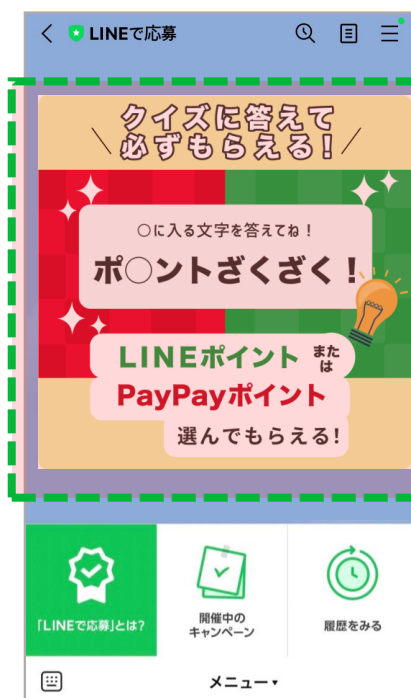 LINEで応募
クイズに答えて
必ずもらえる!
○に入る文字を答えてね!
ポ○ントざくざく!
LINEポイント または
PayPayポイント
選んでもらえる!
「LINEで応募」とは?
開催中の
キャンペーン
履歴をみる
メニュー▾